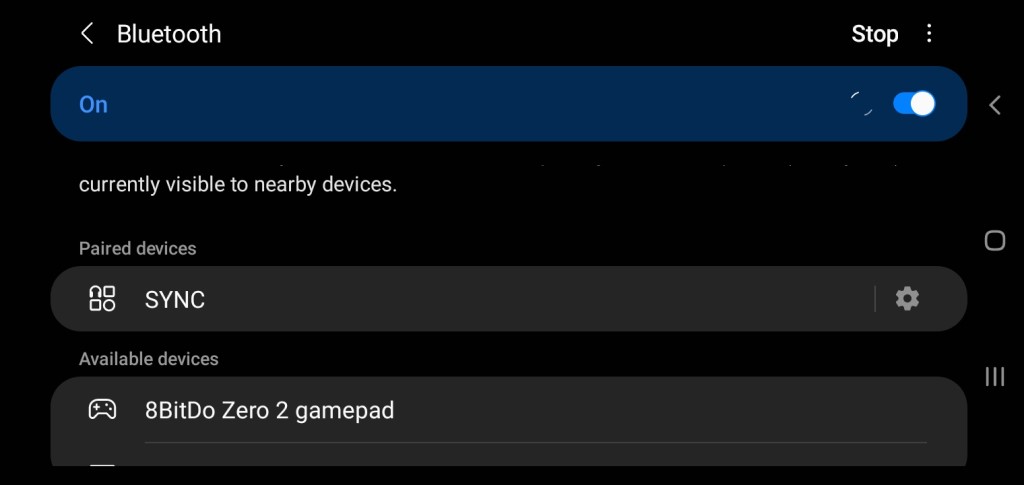 Bluetooth
Stop
On
currently visible to nearby devices.
Paired devices
SYNC
Available devices
8BitDo Zero 2 gamepad